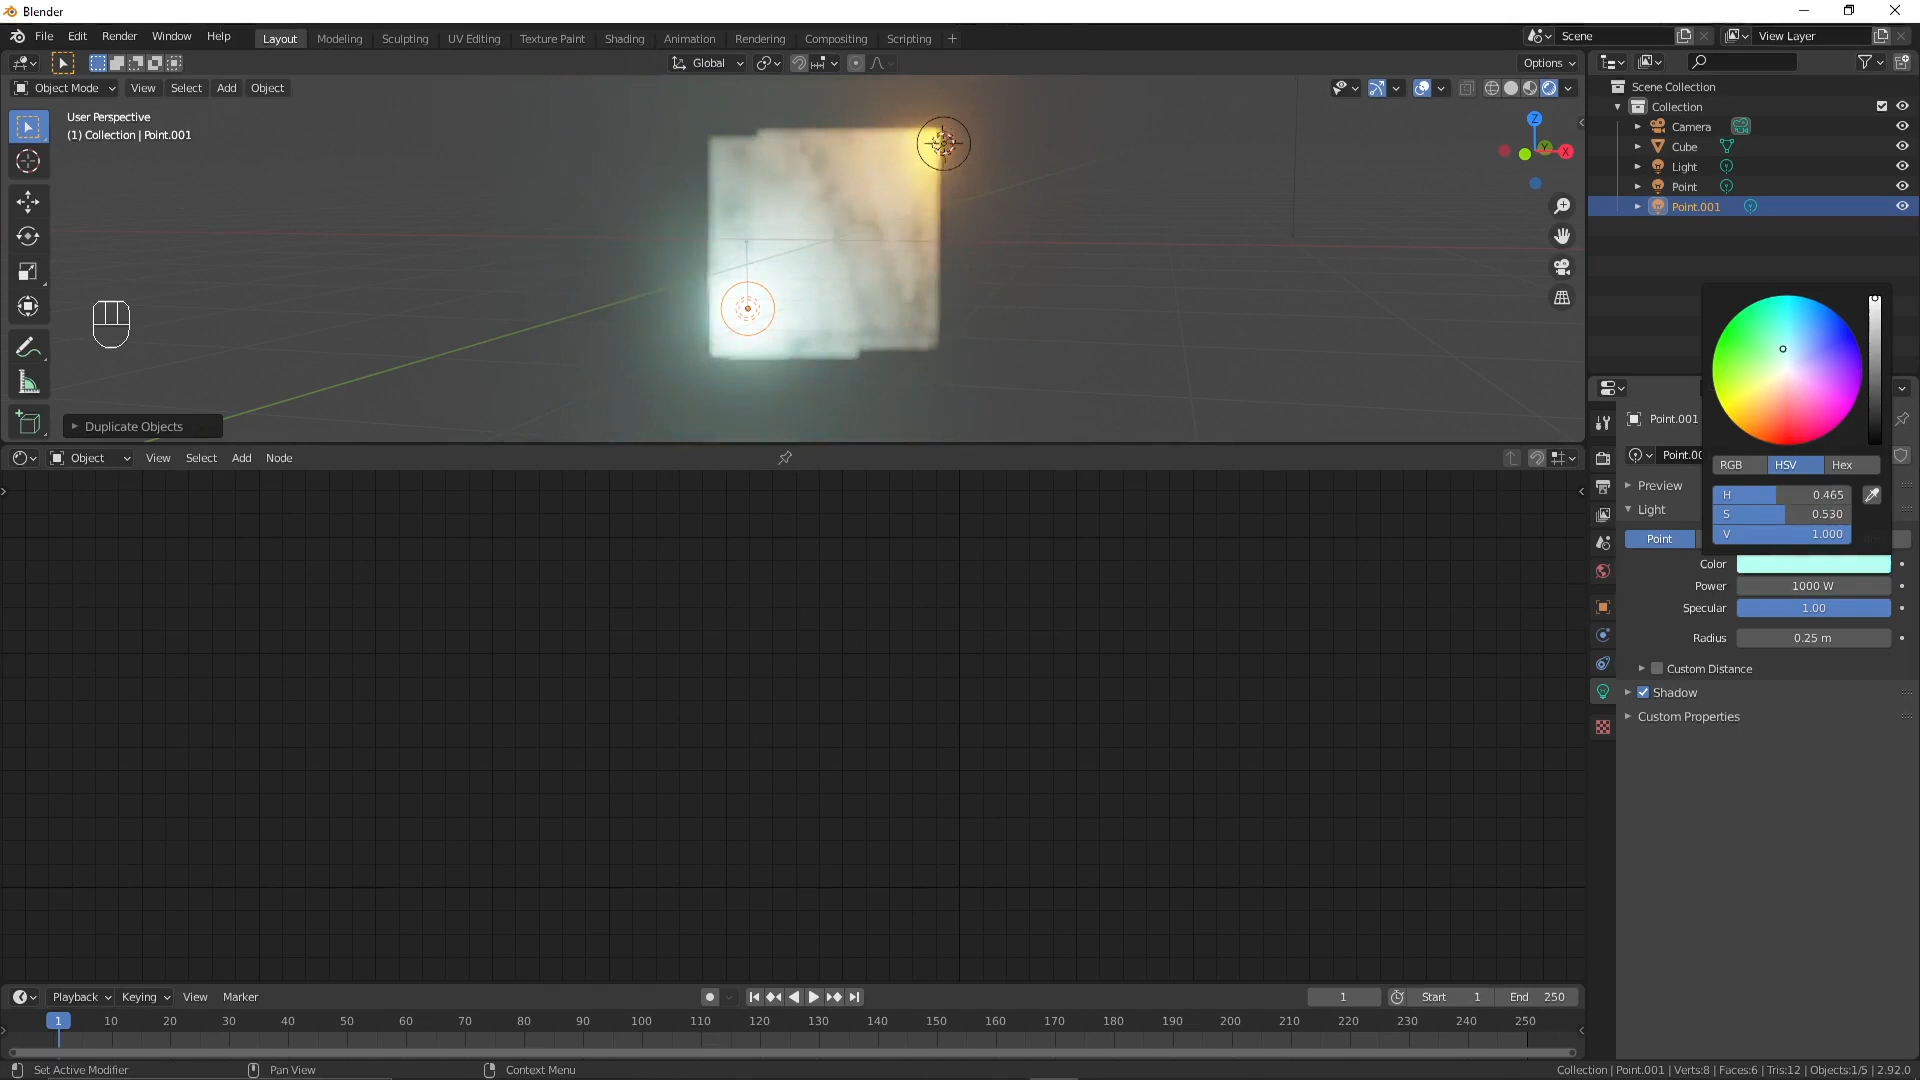 Blender
File Edit Render Window Help Layout Modeling Sculpting UV Editing Texture Paint Shading Animation Rendering Compositing Scripting + Scene View Layer
Global Options
Object Mode View Select Add Object
User Perspective
(1) Collection | Point.001
Z
Y
X
Duplicate Objects
Scene Collection
Collection
Camera
Cube
Light
Point
Point.001
Point.001
Point.00
RGB HSV Hex
H 0.465
S 0.530
V 1.000
Preview
Light
Point
Color
Power 1000 W
Specular 1.00
Radius 0.25 m
Custom Distance
Shadow
Custom Properties
Object View Select Add Node
Playback Keying View Marker 1 Start 1 End 250
1 10 20 30 40 50 60 70 80 90 100 110 120 130 140 150 160 170 180 190 200 210 220 230 240 250
Set Active Modifier Pan View Context Menu Collection | Point.001 | Verts:8 | Faces:6 | Tris:12 | Objects:1/5 | 2.92.0